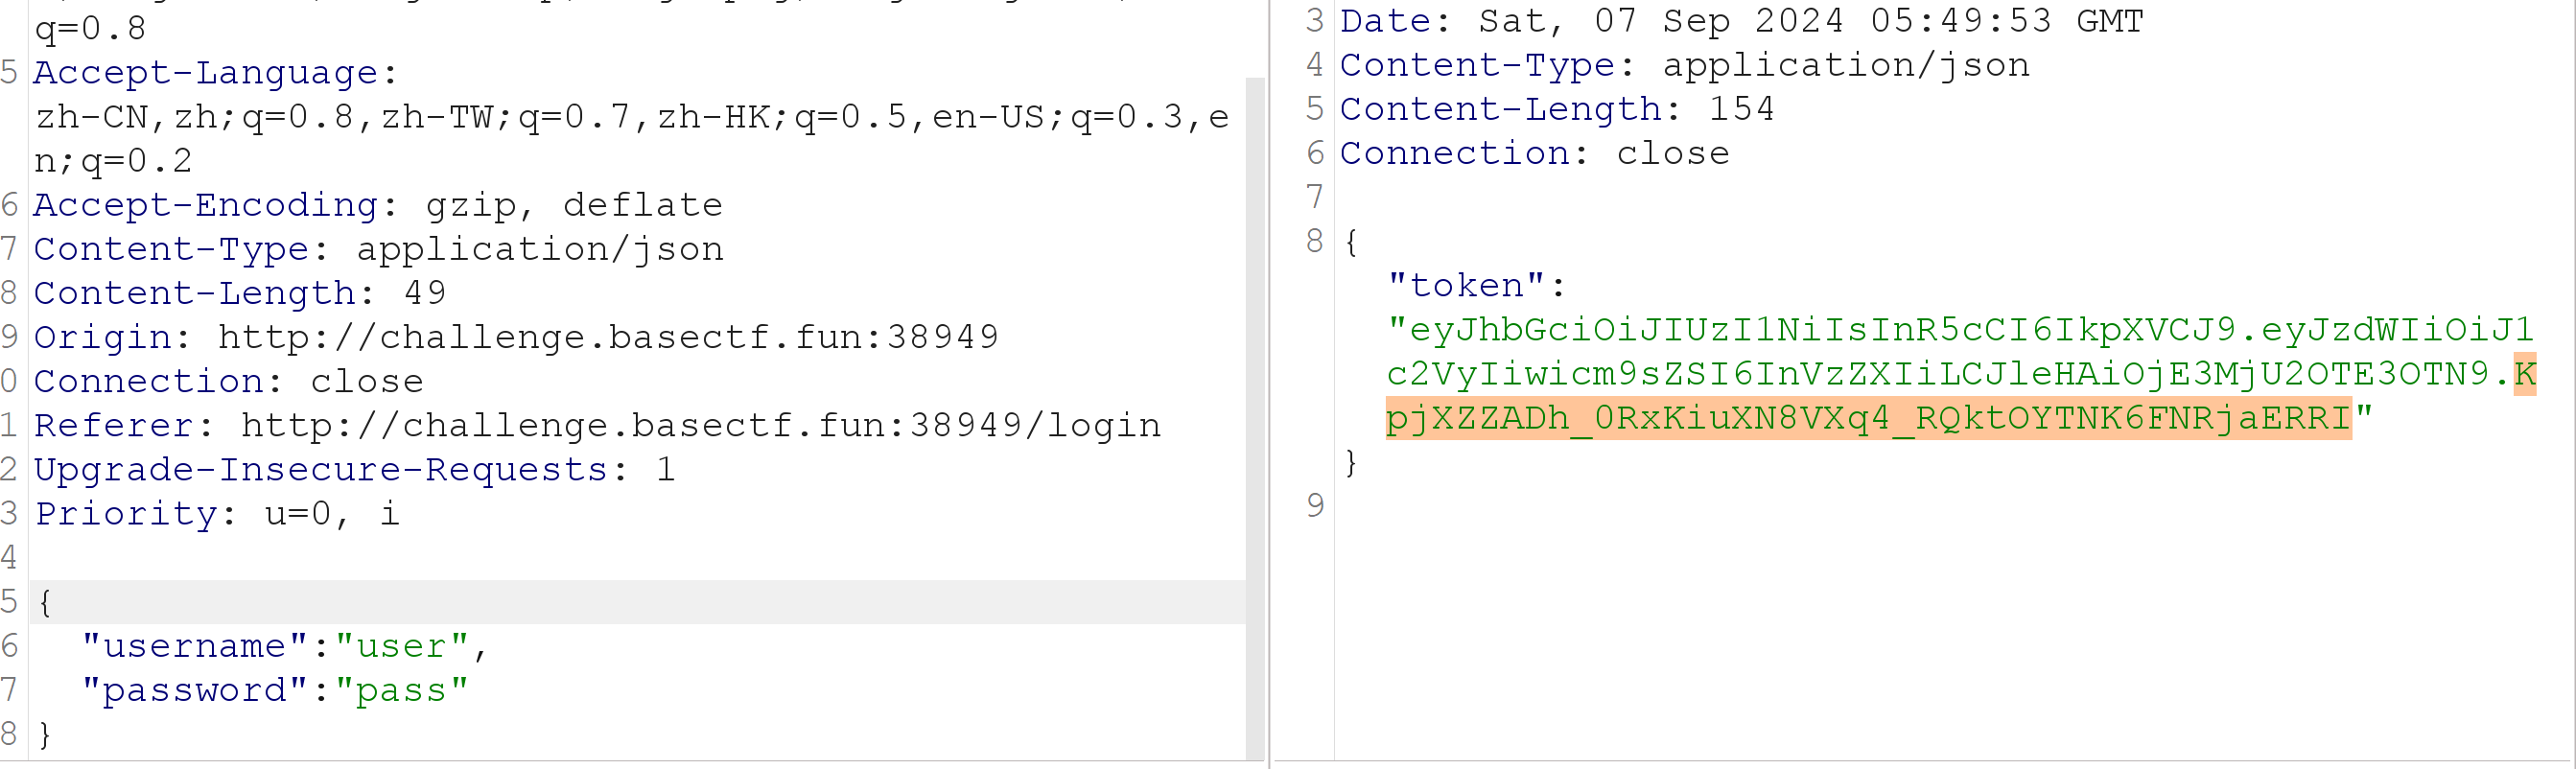 q=0.8
5 Accept-Language:
zh-CN,zh;q=0.8,zh-TW;q=0.7,zh-HK;q=0.5,en-US;q=0.3,e
n;q=0.2
6 Accept-Encoding: gzip, deflate
7 Content-Type: application/json
8 Content-Length: 49
9 Origin: http://challenge.basectf.fun:38949
0 Connection: close
1 Referer: http://challenge.basectf.fun:38949/login
2 Upgrade-Insecure-Requests: 1
3 Priority: u=0, i
4
5 {
6 "username":"user",
7 "password":"pass"
8 }
3 Date: Sat, 07 Sep 2024 05:49:53 GMT
4 Content-Type: application/json
5 Content-Length: 154
6 Connection: close
7
8 {
"token":
"eyJhbGciOiJIUzI1NiIsInR5cCI6IkpXVCJ9.eyJzdWIiOiJ1
c2VyIiwicm9sZSI6InVzZXIiLCJleHAiOjE3MjU2OTE3OTN9.K
pjXZZADh_0RxKiuXN8VXq4_RQktOYTNK6FNRjaERRI"
}
9